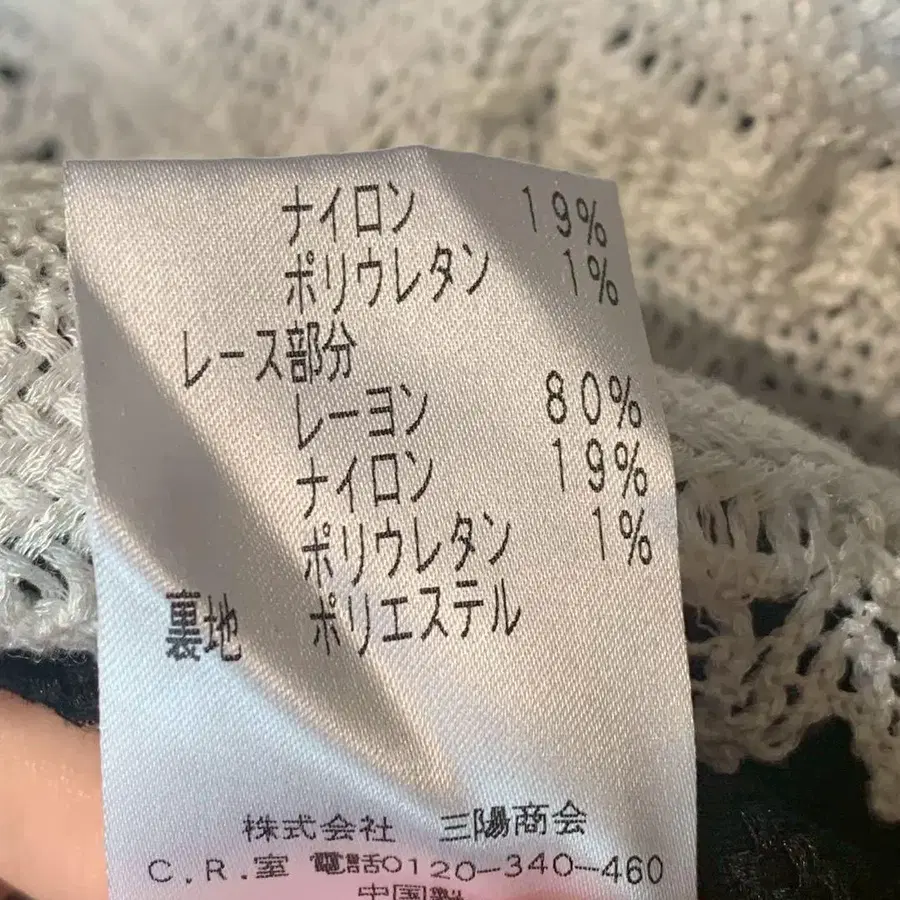 ナイロン 19%
ポリウレタン 1%
レース部分
レーヨン 80%
ナイロン 19%
ポリウレタン 1%
裏地 ポリエステル
株式会社 三陽商会
C.R.室 電話0120-340-460
中国製